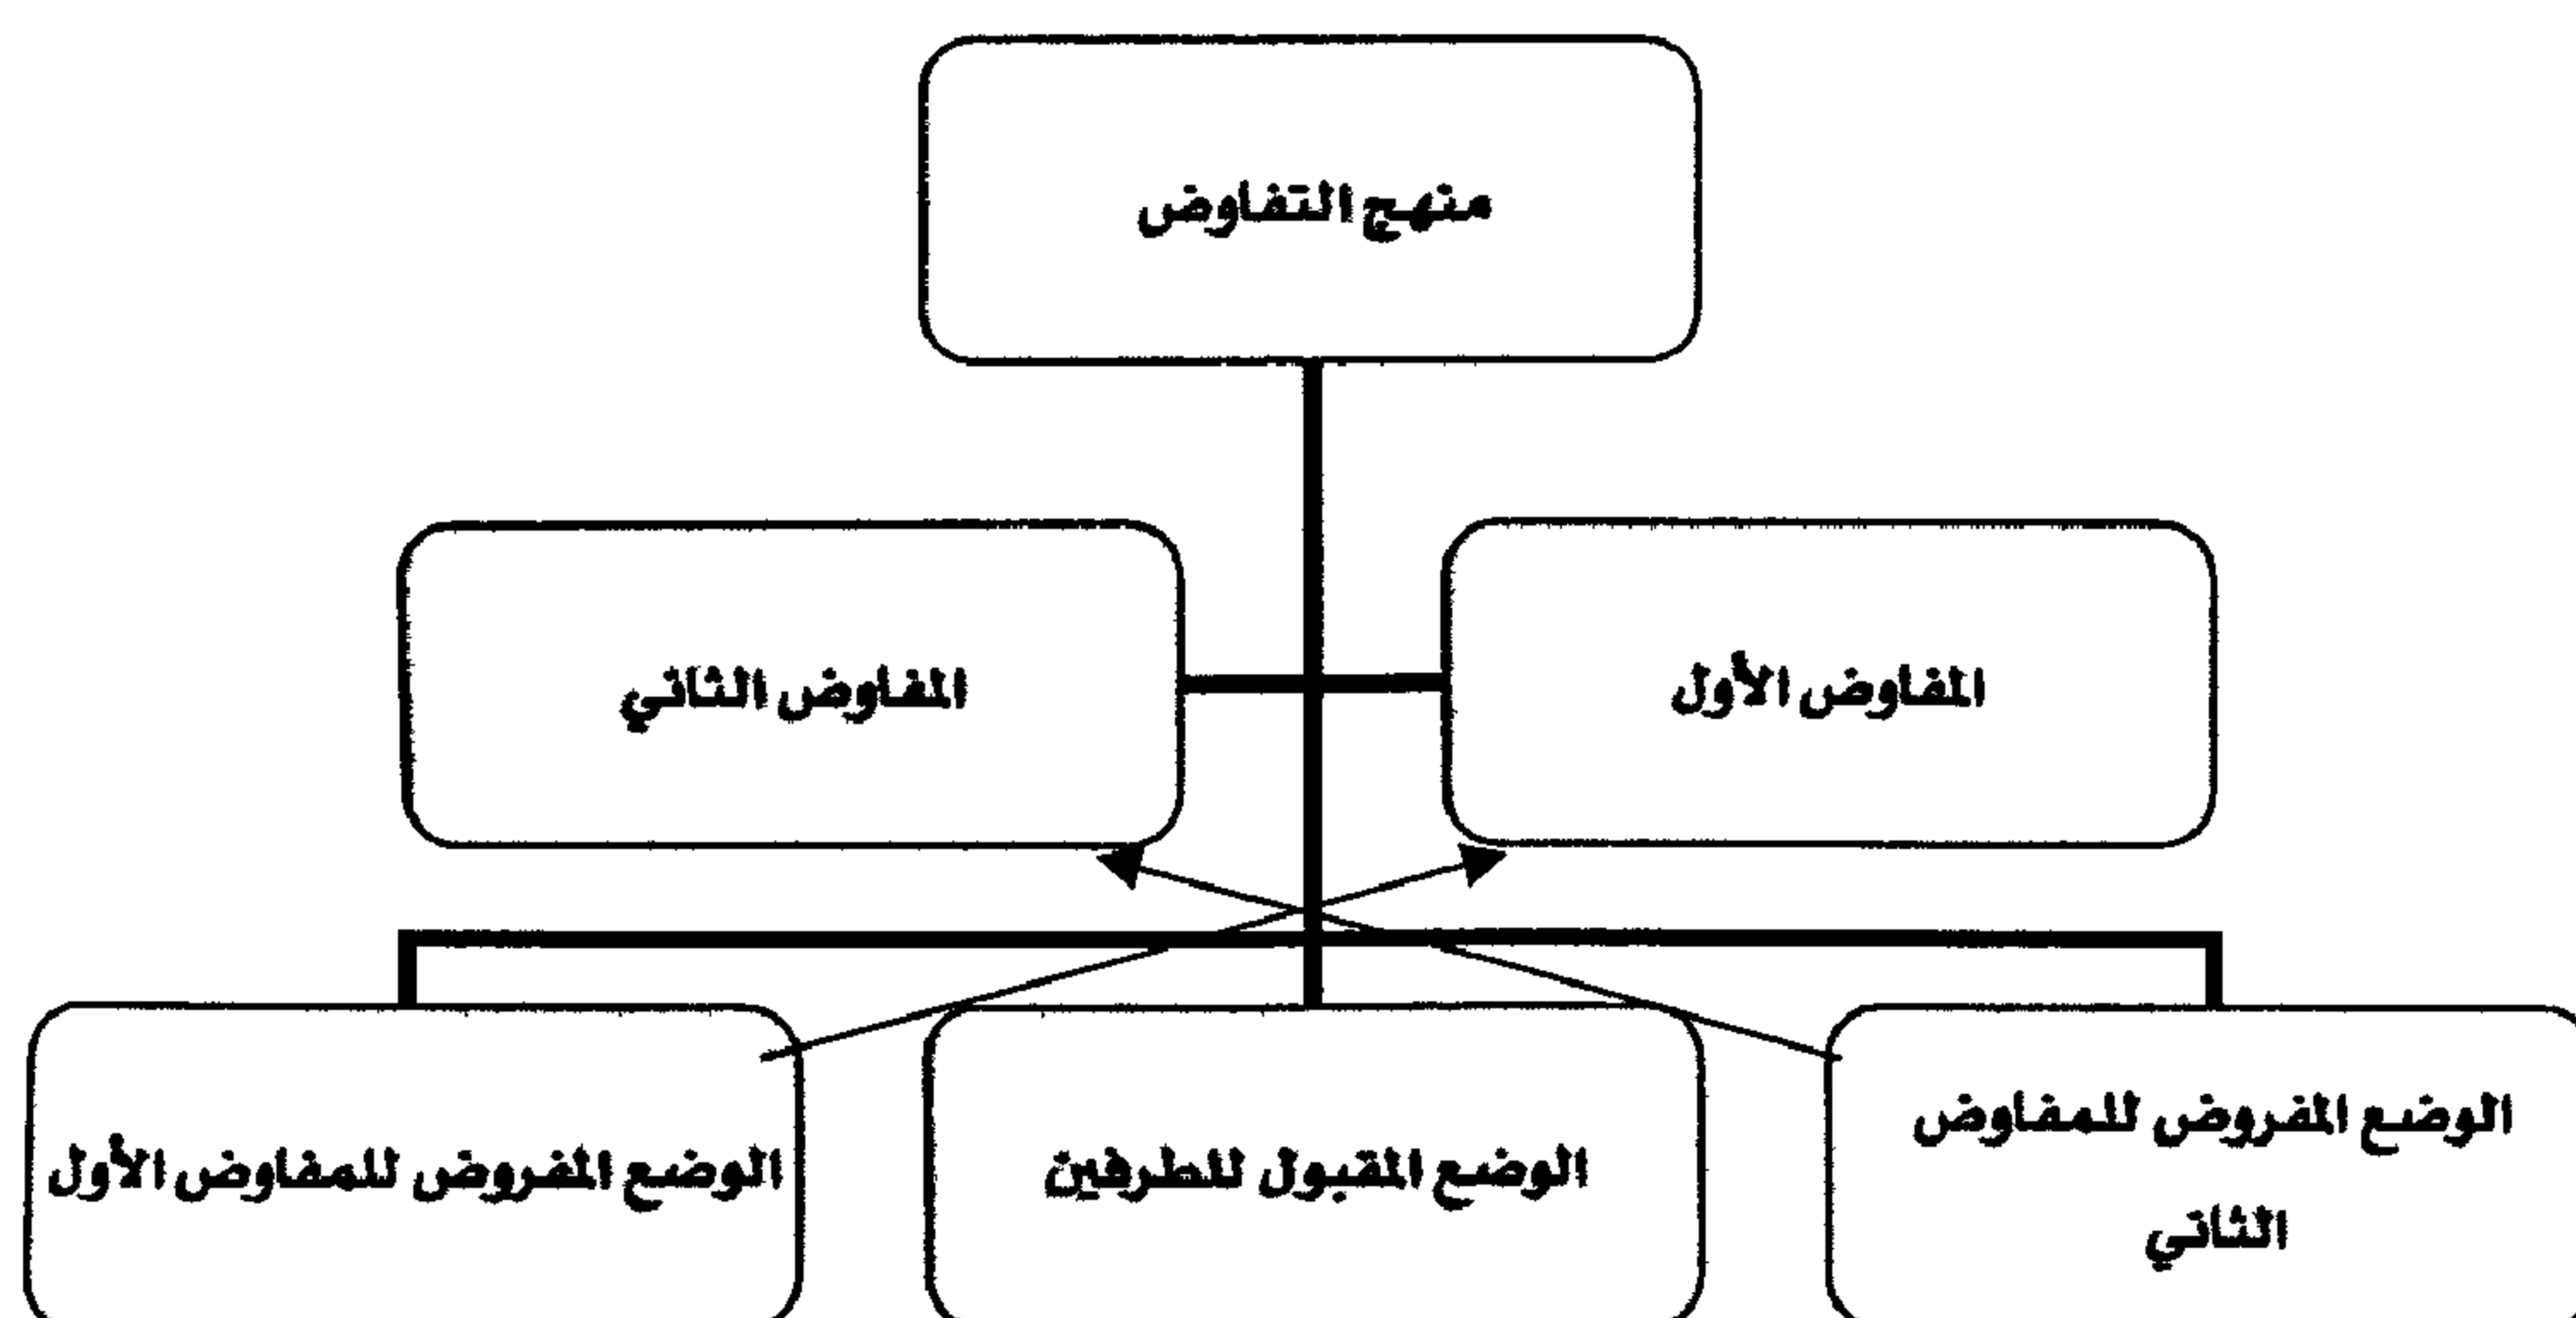 منهج التفاوض
المفاوض الأول
المفاوض الثاني
الوضع المفروض للمفاوض
الثاني
الوضع المقبول للطرفين
الوضع المفروض للمفاوض الأول